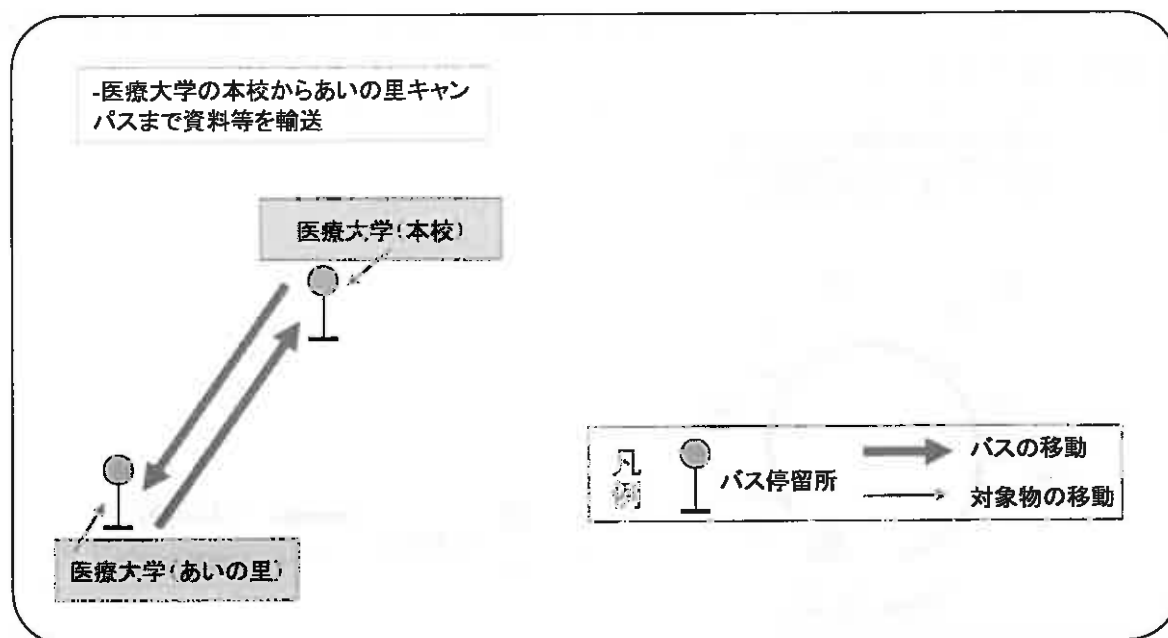 -医療大学の本校からあいの里キャン
パスまで資料等を輸送
医療大学(本校)
医療大学(あいの里)
凡例
バス停留所
バスの移動
対象物の移動